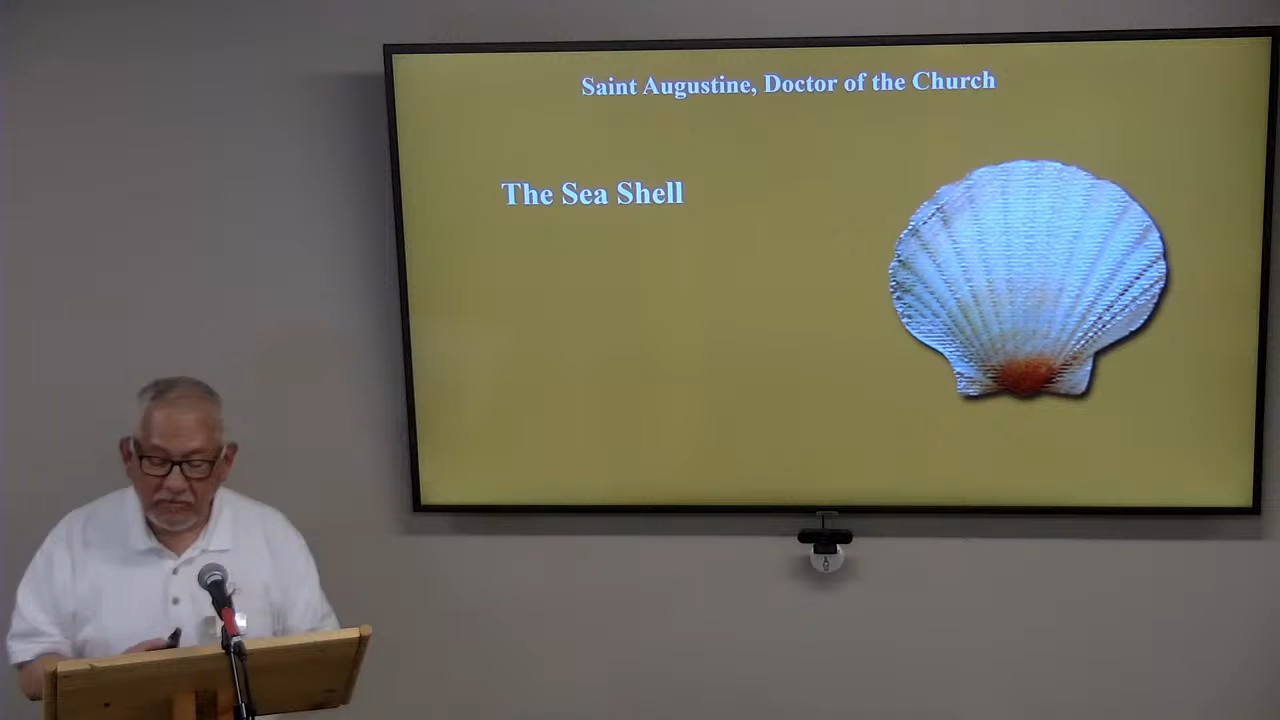 Saint Augustine, Doctor of the Church
The Sea Shell